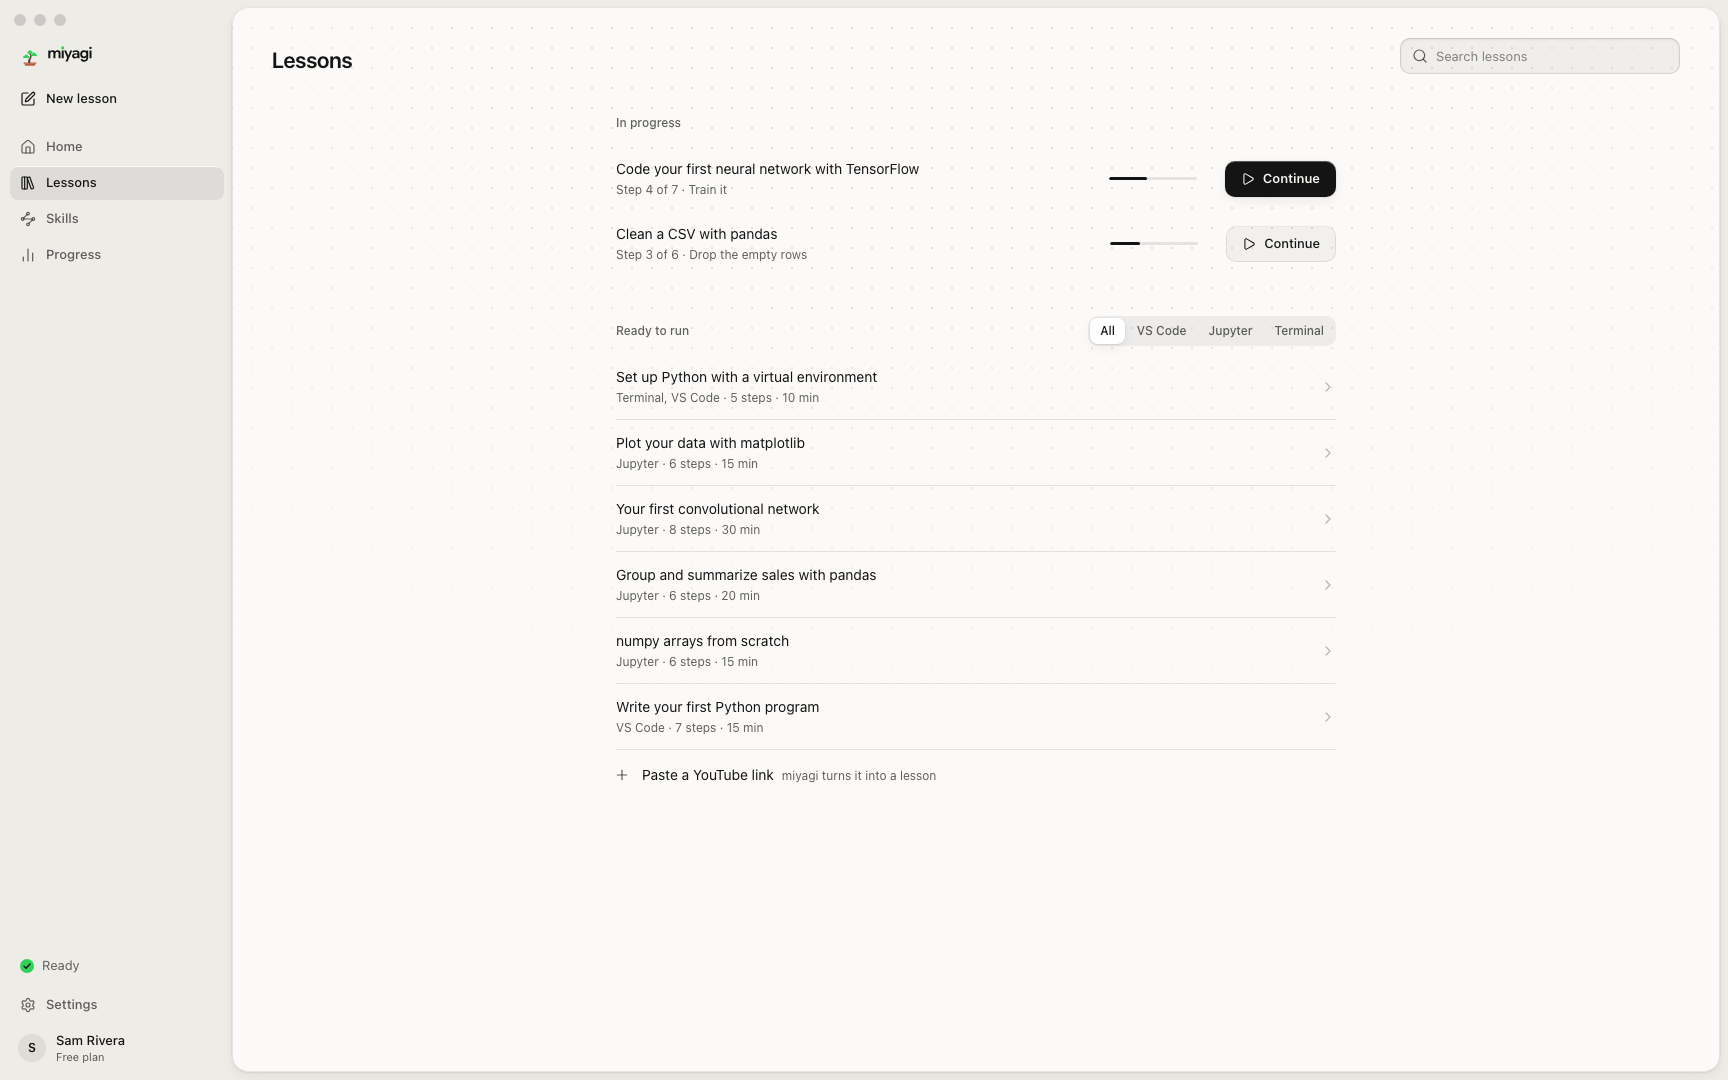 miyagi
New lesson
Home
Lessons
Skills
Progress
Ready
Settings
S
Sam Rivera
Free plan
Lessons
Search lessons
In progress
Code your first neural network with TensorFlow
Step 4 of 7 · Train it
Continue
Clean a CSV with pandas
Step 3 of 6 · Drop the empty rows
Continue
Ready to run
All VS Code Jupyter Terminal
Set up Python with a virtual environment
Terminal, VS Code · 5 steps · 10 min
Plot your data with matplotlib
Jupyter · 6 steps · 15 min
Your first convolutional network
Jupyter · 8 steps · 30 min
Group and summarize sales with pandas
Jupyter · 6 steps · 20 min
numpy arrays from scratch
Jupyter · 6 steps · 15 min
Write your first Python program
VS Code · 7 steps · 15 min
Paste a YouTube link miyagi turns it into a lesson